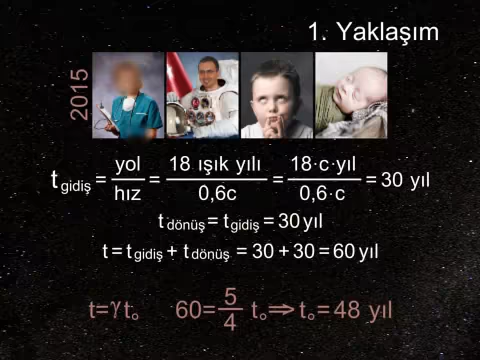 1. Yaklaşım
2015
t gidiş = yol/hız = 18 ışık yılı/0,6c = 18·c·yıl/0,6·c = 30 yıl
t dönüş = t gidiş = 30 yıl
t = t gidiş + t dönüş = 30 + 30 = 60 yıl
t=γt₀ 60=5/4 t₀⇒t₀=48 yıl